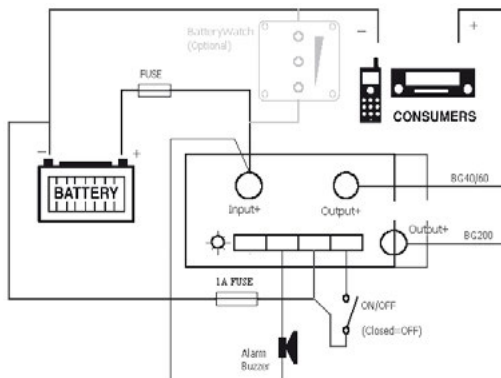 BatteryWatch
(Optional)
- +
FUSE
CONSUMERS
- +
BATTERY
Input+
Output+
BG40/60
Output+
BG200
1A FUSE
ON/OFF
(Closed=OFF)
Alarm
Buzzer